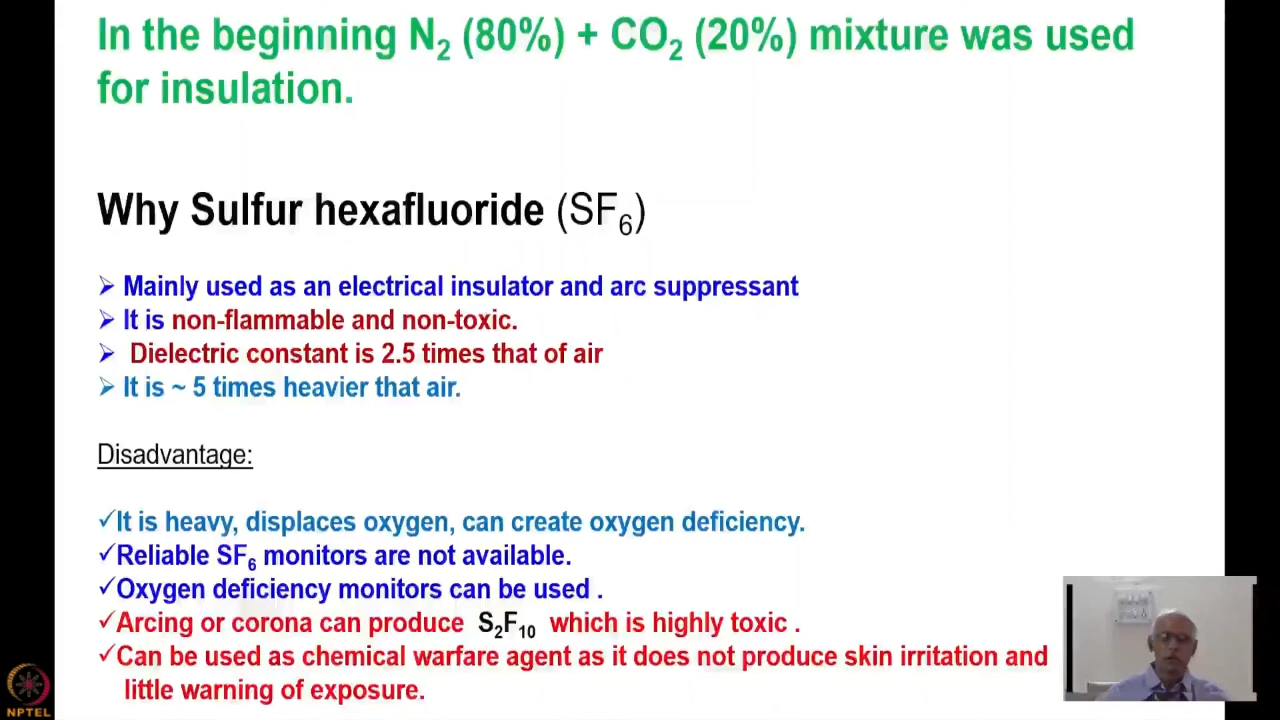 In the beginning N₂ (80%) + CO₂ (20%) mixture was used
for insulation.
Why Sulfur hexafluoride (SF₆)
➢ Mainly used as an electrical insulator and arc suppressant
➢ It is non-flammable and non-toxic.
➢ Dielectric constant is 2.5 times that of air
➢ It is ~ 5 times heavier that air.
Disadvantage:
✓It is heavy, displaces oxygen, can create oxygen deficiency.
✓Reliable SF₆ monitors are not available.
✓Oxygen deficiency monitors can be used .
✓Arcing or corona can produce S₂F₁₀ which is highly toxic .
✓Can be used as chemical warfare agent as it does not produce skin irritation and
little warning of exposure.
NPTEL